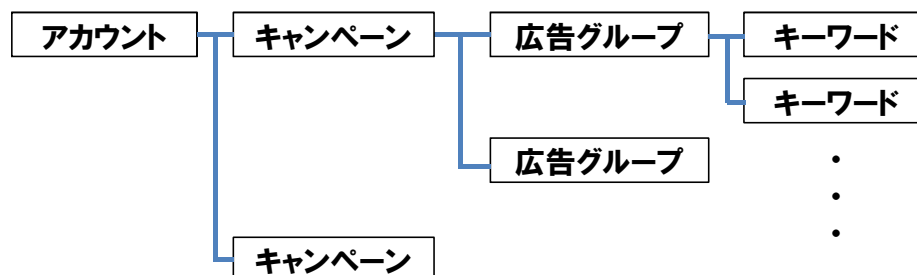 アカウント キャンペーン 広告グループ キーワード
キーワード
広告グループ
・
・
・
キャンペーン